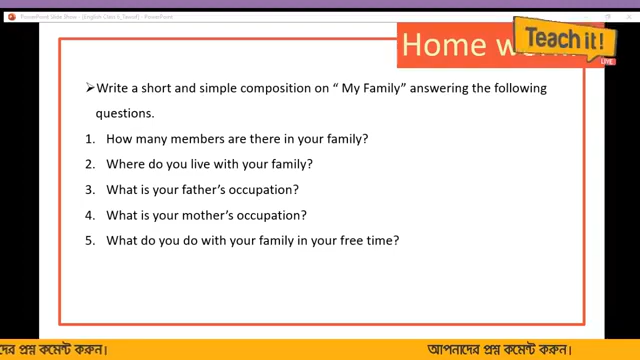 PowerPoint Slide Show - [English Class 6_Tawsif] - PowerPoint
Home
Teach it!
LIVE
➢Write a short and simple composition on “ My Family” answering the following
questions.
1. How many members are there in your family?
2. Where do you live with your family?
3. What is your father’s occupation?
4. What is your mother’s occupation?
5. What do you do with your family in your free time?
প্রশ্ন কমেন্ট করুন। আপনাদের প্রশ্ন কমেন্ট করুন।